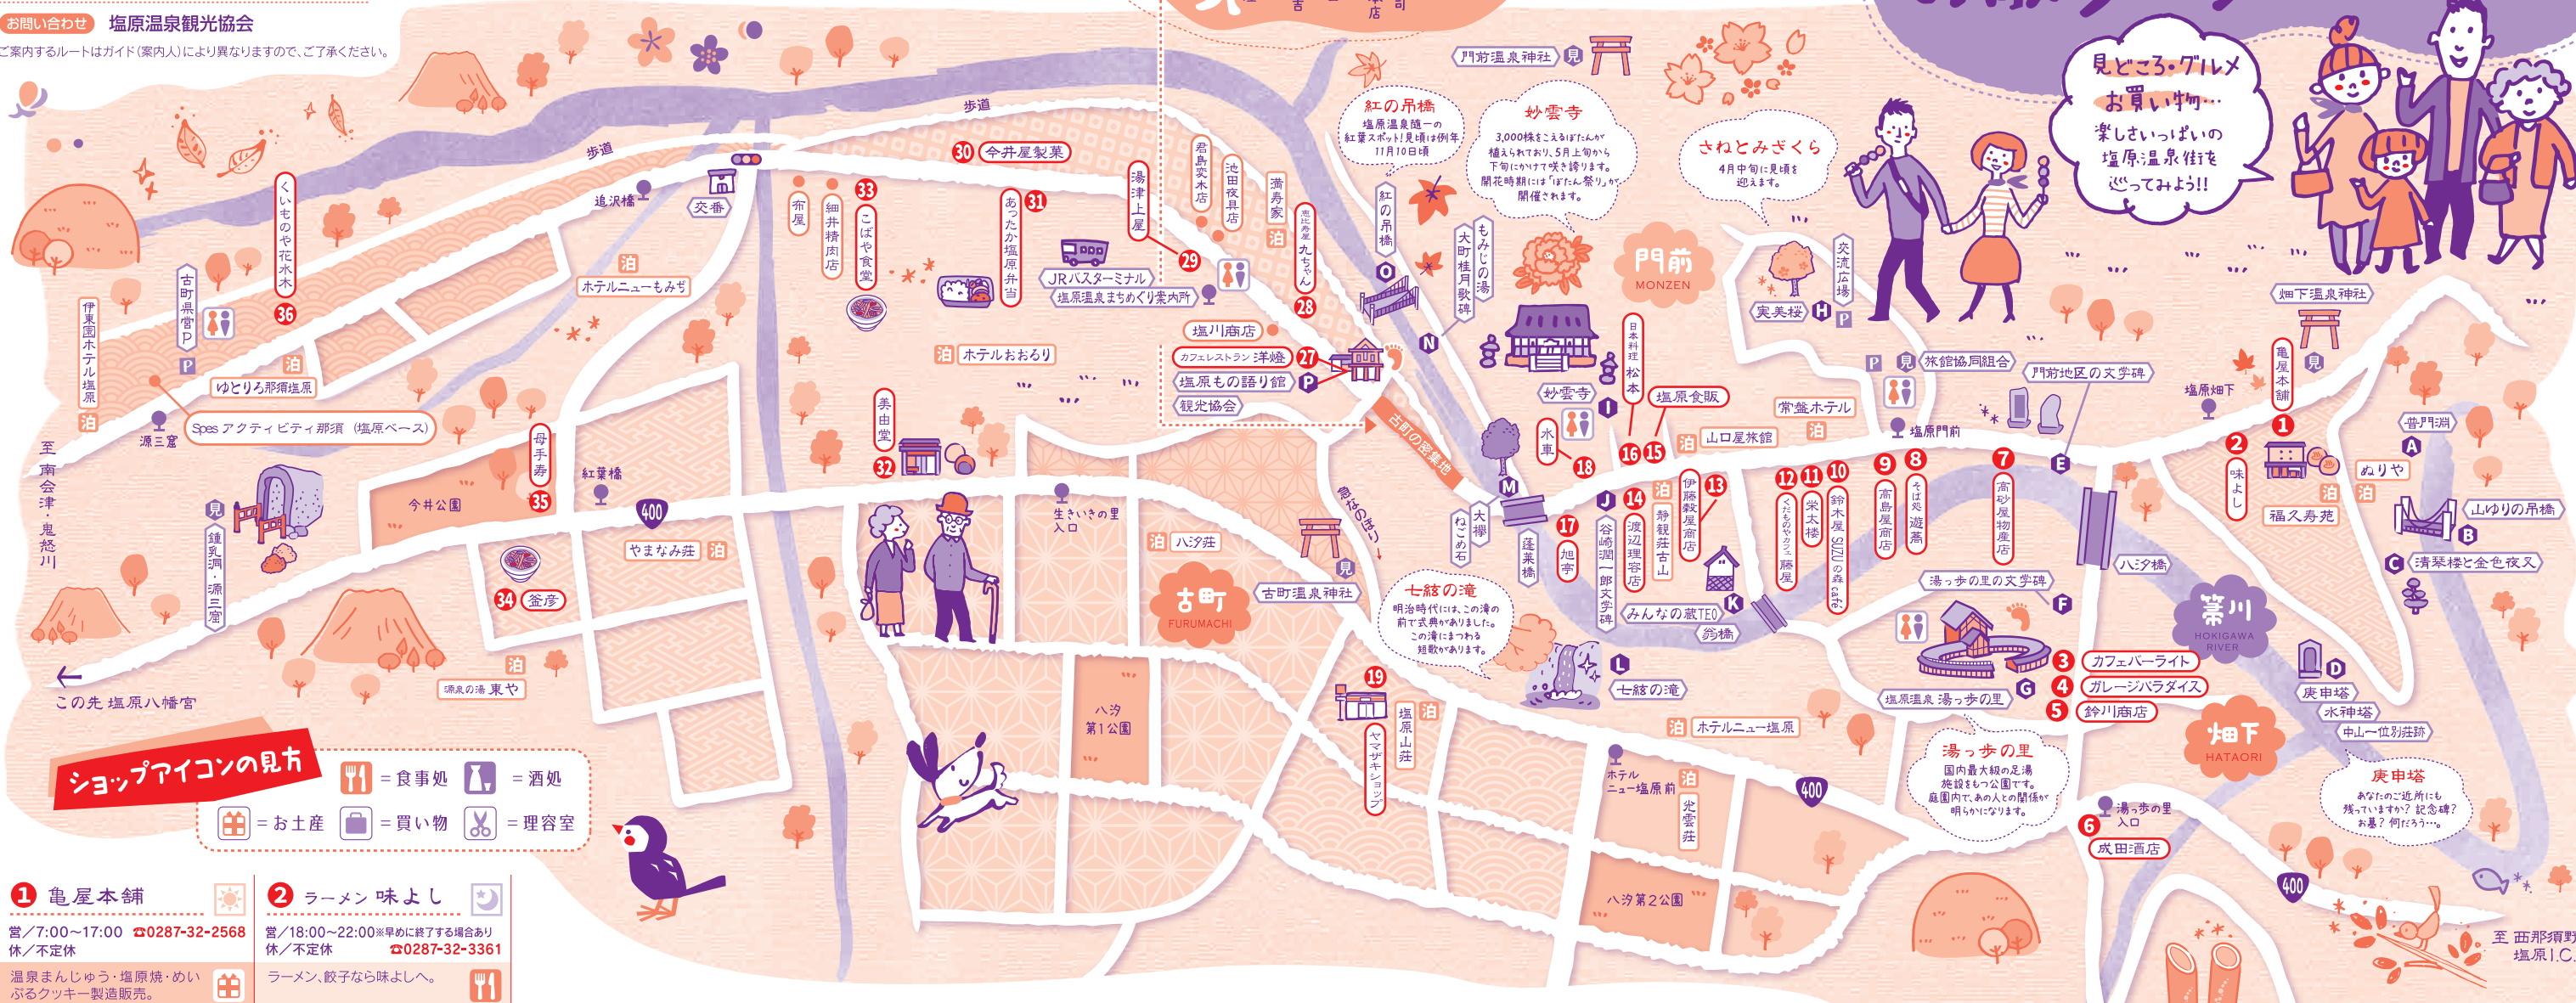 お問い合わせ 塩原温泉観光協会
ご案内するルートはガイド(案内人)により異なりますので、ご了承ください。
見どころ・グルメ
お買い物…
楽しさいっぱいの
塩原温泉街を
巡ってみよう!!
門前温泉神社 見
紅の吊橋
塩原温泉随一の
紅葉スポット!見頃は例年
11月10日頃
妙雲寺
3,000株をこえるぼたんが
植えられており、5月上旬から
下旬にかけて咲き誇ります。
開花時期には「ぼたん祭り」が
開催されます。
さねとみざくら
4月中旬に見頃を
迎えます。
歩道
歩道
30 今井屋製菓
追沢橋
交番
布屋
細井精肉店
33 こばや食堂
31 あったか塩原弁当
湯津上屋 29
君島変木店
池田夜具店
満寿家 泊
恵比寿屋 九ちゃん 28
JRバスターミナル
塩原温泉まちめぐり案内所
紅の吊橋 O
大町桂月歌碑
もみじの湯
N
門前
MONZEN
実美桜 H
交流広場 P
畑下温泉神社
見
くいものや花水木 36
古町県営P
P
伊東園ホテル塩原 泊
泊 ホテルニューもみぢ
泊 ゆとりろ那須塩原
Spes アクティビティ那須 (塩原ベース)
源三窟
至 南会津・鬼怒川
泊 ホテルおおるり
塩川商店
カフェレストラン 洋燈 27
塩原もの語り館 P
観光協会
古町の密集地
妙雲寺 I
日本料理 松本 16
塩原食販 15
水車 18
泊 山口屋旅館
常盤ホテル 泊
P 見 旅館協同組合
塩原門前
門前地区の文学碑
E
塩原畑下
亀屋本舗 1
2 味よし
普門淵 A
ぬりや 泊
泊 福久寿苑
山ゆりの吊橋 B
C 清琴楼と金色夜叉
母手寿 35
紅葉橋
今井公園
400
美由堂 32
生きいきの里
入口
急なのぼり
M
大欅
ねごめ石
蓬莱橋
17 旭亭
J 谷崎潤一郎文学碑
14 渡辺理容店
泊 静観荘古山
伊藤穀屋商店 13
12 くだものやカフェ 藤屋
11 栄太楼
10 鈴木屋 SUZUの森 café
9 高島屋商店
8 そば処 遊蕎
7 高砂屋物産店
八汐橋
見 鍾乳洞・源三窟
34 釜彦
やまなみ荘 泊
泊 八汐荘
古町
FURUMACHI
古町温泉神社
見
七絃の滝
明治時代には、この滝の
前で式典がありました。
この滝にまつわる
短歌があります。
みんなの蔵TEO K
翁橋
L
七絃の滝
湯っ歩の里の文学碑 F
箒川
HOKIGAWA
RIVER
3 カフェバーライト
4 ガレージパラダイス
5 鈴川商店
塩原温泉 湯っ歩の里 G
D
庚申塔
水神塔
中山一位別荘跡
この先 塩原八幡宮
泊
源泉の湯 東や
八汐
第1公園
19 ヤマザキショップ
塩原山荘 泊
泊 ホテルニュー塩原
ホテル
ニュー塩原前
泊 光雲荘
400
畑下
HATAORI
湯っ歩の里
国内最大級の足湯
施設をもつ公園です。
庭園内で、あの人との関係が
明らかになります。
庚申塔
あなたのご近所にも
残っていますか?記念碑?
お墓?何だろう…。
湯っ歩の里
入口
6 成田酒店
400
八汐第2公園
至 西那須野
塩原I.C.
ショップアイコンの見方
=食事処 =酒処
=お土産 =買い物 =理容室
1 亀屋本舗
営/7:00〜17:00 ☎0287-32-2568
休/不定休
温泉まんじゅう・塩原焼・めい
ぷるクッキー製造販売。
2 ラーメン 味よし
営/18:00〜22:00※早めに終了する場合あり
休/不定休 ☎0287-32-3361
ラーメン、餃子なら味よしへ。